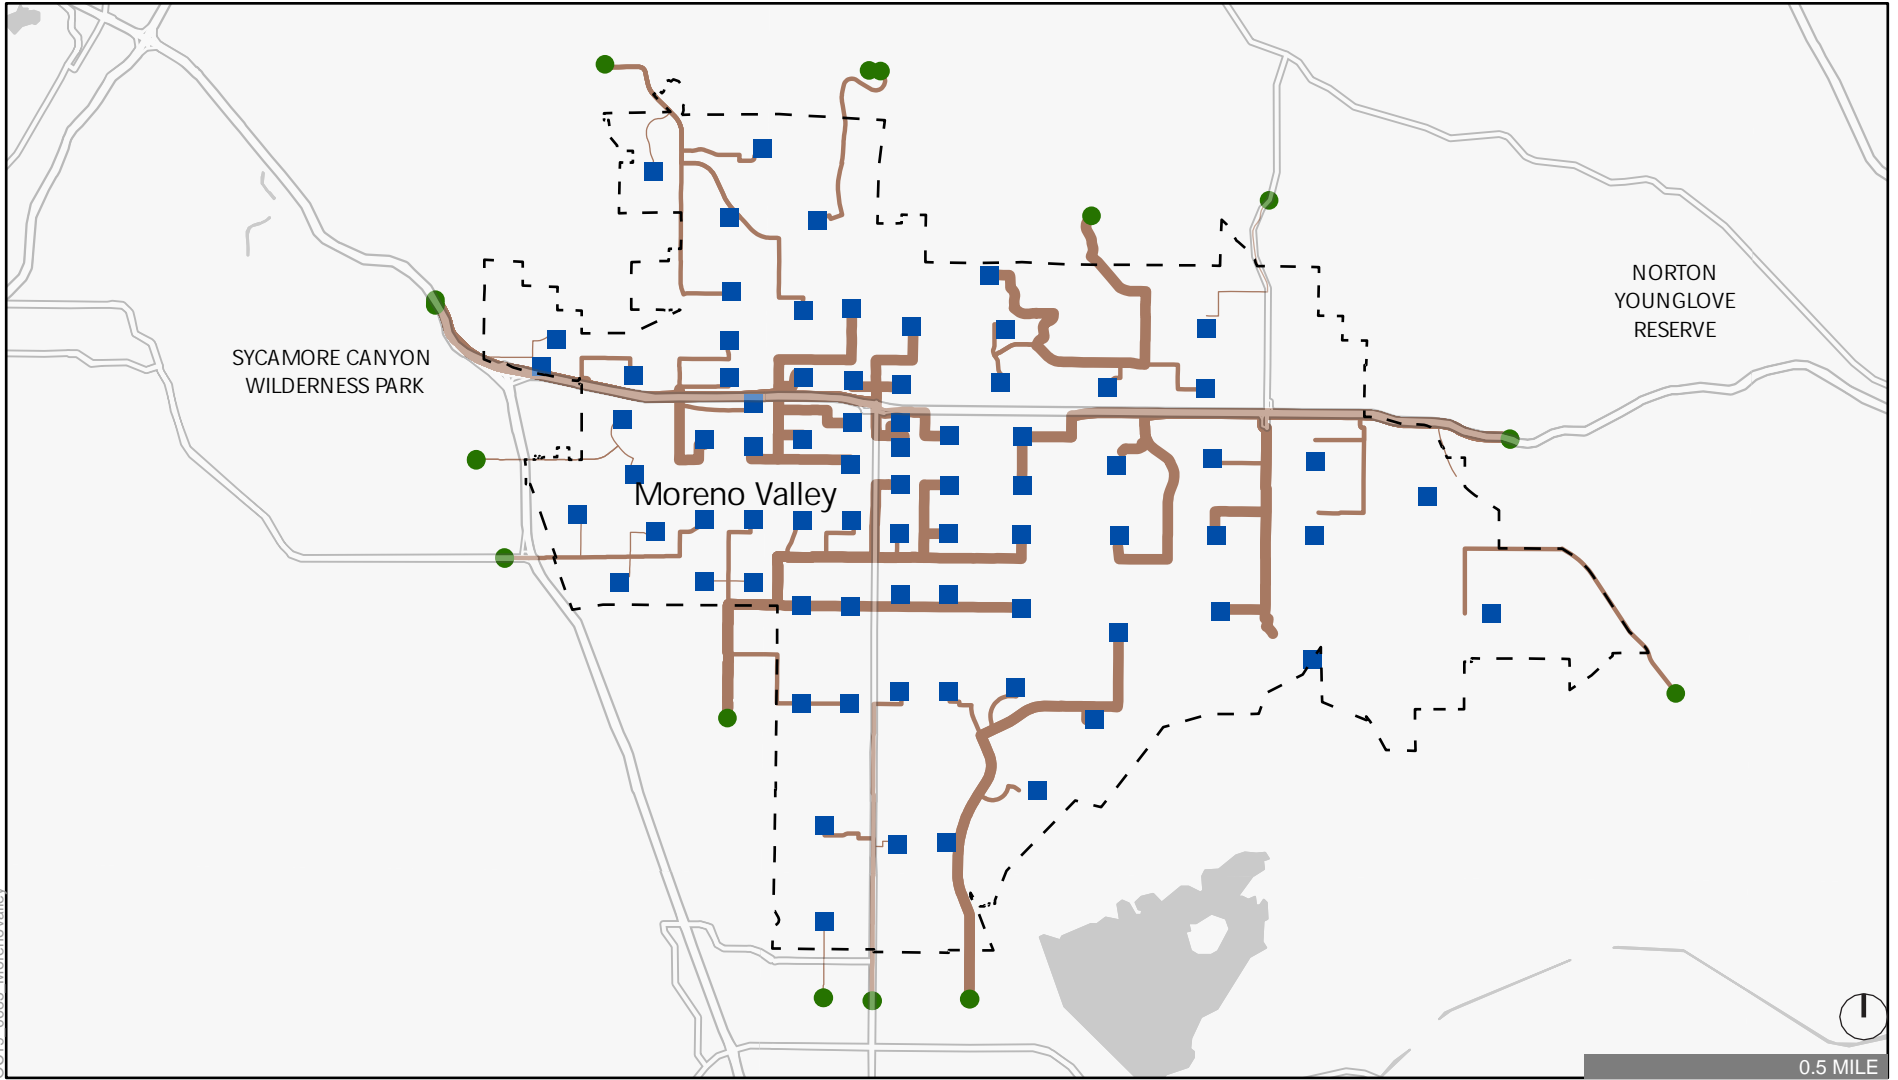 NORTON
YOUNGLOVE
RESERVE
SYCAMORE CANYON
WILDERNESS PARK
Moreno Valley
0.5 MILE